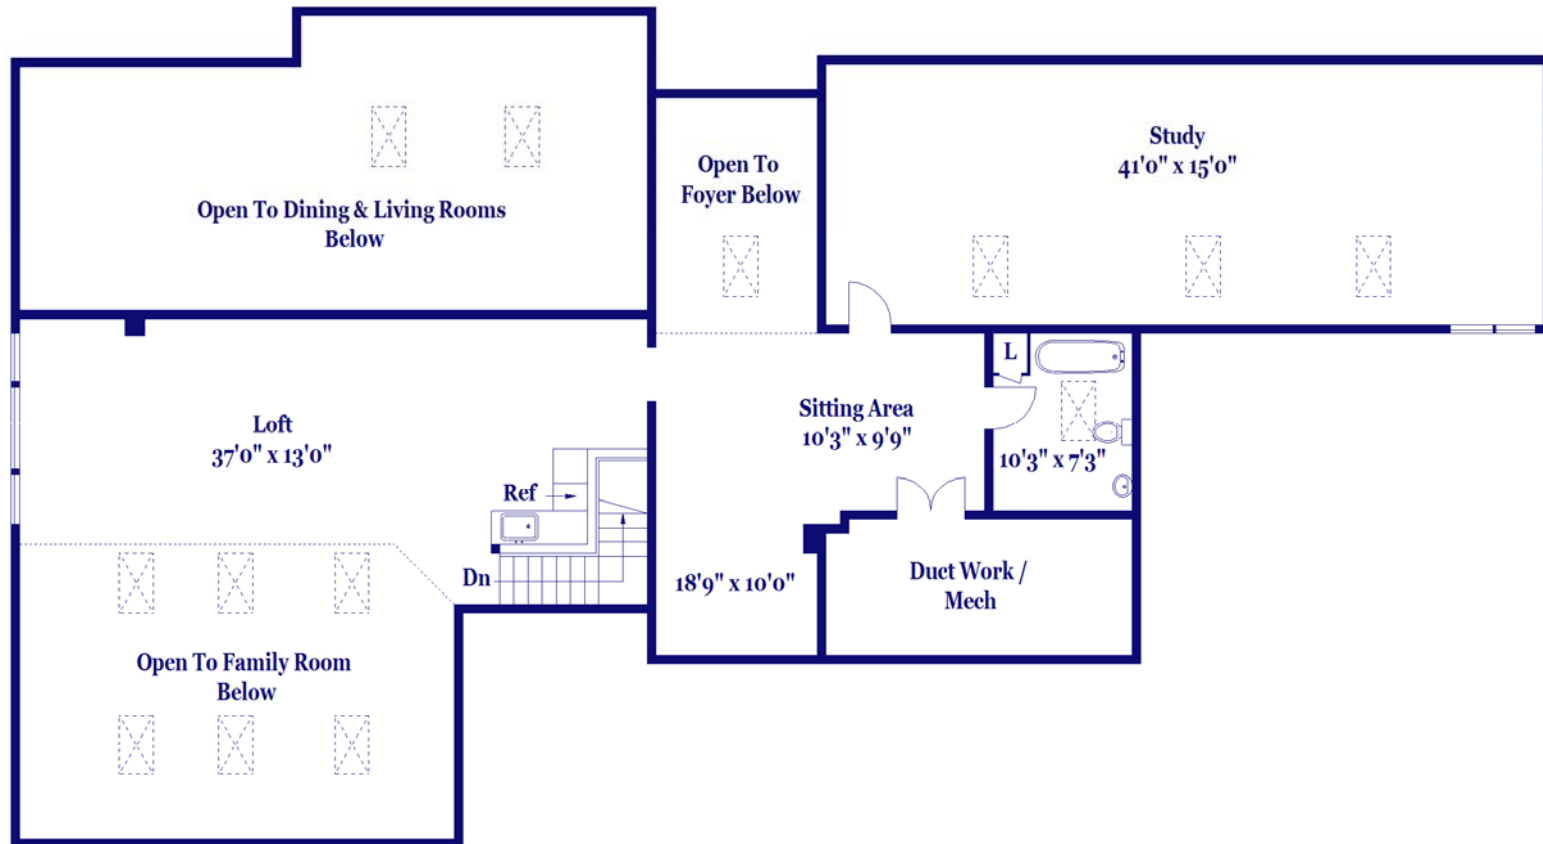 Open To Dining & Living Rooms
Below
Open To
Foyer Below
Study
41'0" x 15'0"
Loft
37'0" x 13'0"
Sitting Area
10'3" x 9'9"
L
10'3" x 7'3"
Ref
Dn
18'9" x 10'0"
Duct Work /
Mech
Open To Family Room
Below